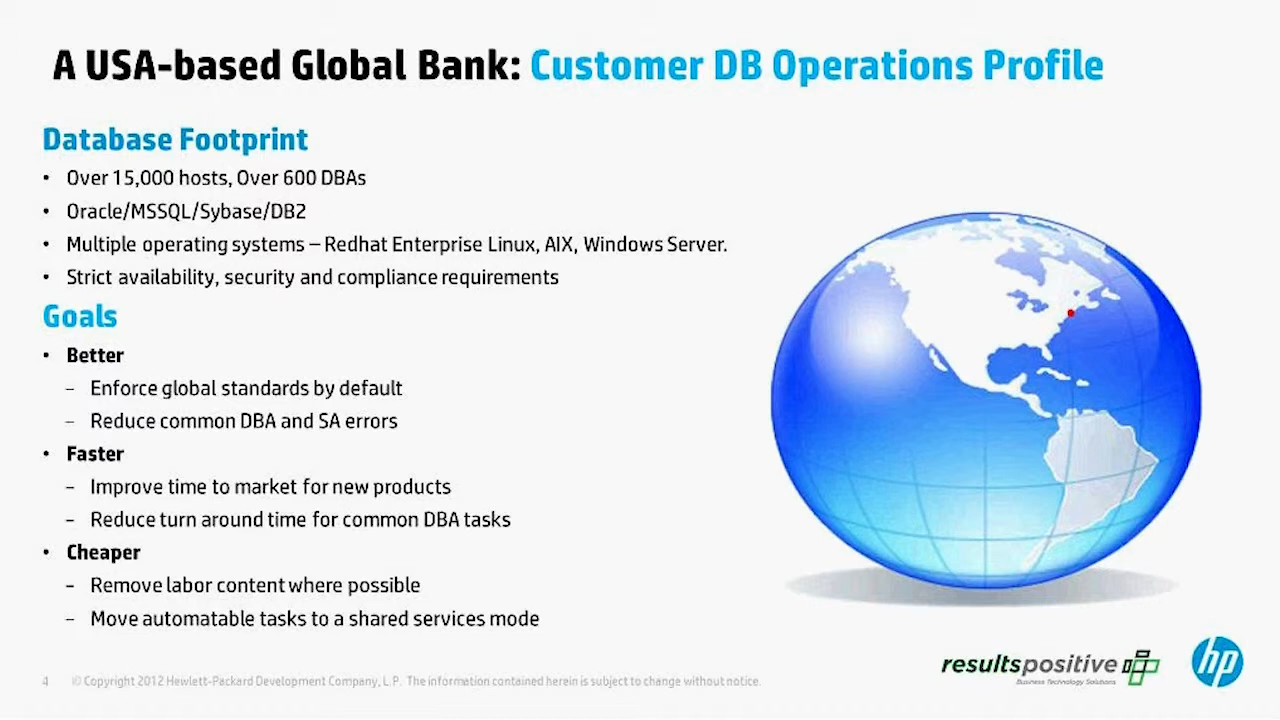 A USA-based Global Bank: Customer DB Operations Profile
Database Footprint
• Over 15,000 hosts, Over 600 DBAs
• Oracle/MSSQL/Sybase/DB2
• Multiple operating systems – Redhat Enterprise Linux, AIX, Windows Server.
• Strict availability, security and compliance requirements
Goals
• Better
– Enforce global standards by default
– Reduce common DBA and SA errors
• Faster
– Improve time to market for new products
– Reduce turn around time for common DBA tasks
• Cheaper
– Remove labor content where possible
– Move automatable tasks to a shared services mode
resultspositive
Business Technology Solutions
hp
4 © Copyright 2012 Hewlett-Packard Development Company, L.P. The information contained herein is subject to change without notice.